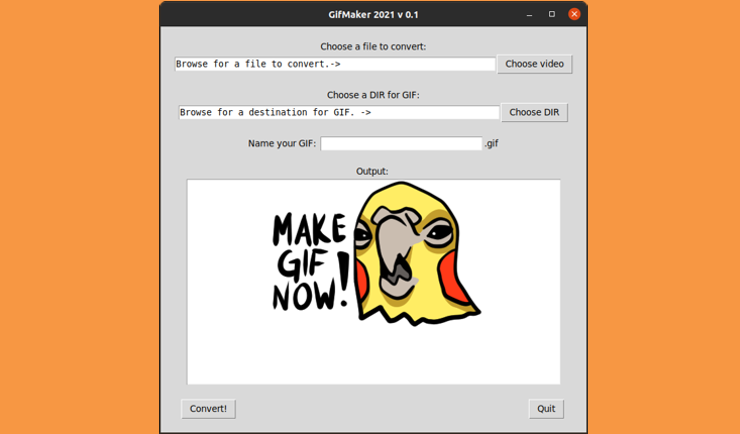 GifMaker 2021 v 0.1
Choose a file to convert:
Browse for a file to convert.->
Choose video
Choose a DIR for GIF:
Browse for a destination for GIF. ->
Choose DIR
Name your GIF:
.gif
Output:
MAKE
GIF
NOW!
Convert!
Quit